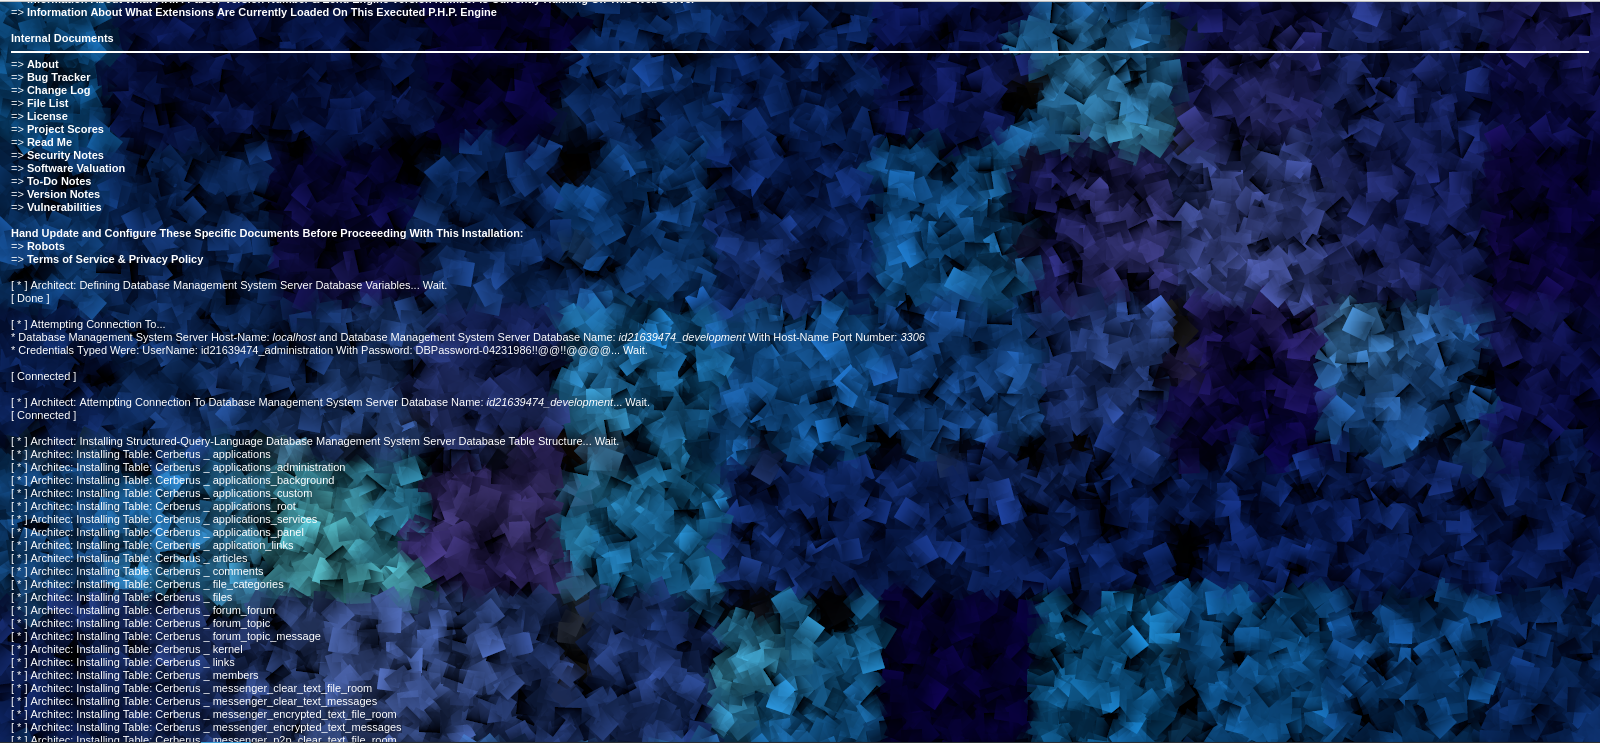 => Information About What Extensions Are Currently Loaded On This Executed P.H.P. Engine
Internal Documents
=> About
=> Bug Tracker
=> Change Log
=> File List
=> License
=> Project Scores
=> Read Me
=> Security Notes
=> Software Valuation
=> To-Do Notes
=> Version Notes
=> Vulnerabilities
Hand Update and Configure These Specific Documents Before Proceeeding With This Installation:
=> Robots
=> Terms of Service & Privacy Policy
[ * ] Architect: Defining Database Management System Server Database Variables... Wait.
[ Done ]
[ * ] Attempting Connection To...
* Database Management System Server Host-Name: localhost and Database Management System Server Database Name: id21639474_development With Host-Name Port Number: 3306
* Credentials Typed Were: UserName: id21639474_administration With Password: DBPassword-04231986!!@@!!@@@@... Wait.
[ Connected ]
[ * ] Architect: Attempting Connection To Database Management System Server Database Name: id21639474_development... Wait.
[ Connected ]
[ * ] Architect: Installing Structured-Query-Language Database Management System Server Database Table Structure... Wait.
[ * ] Architec: Installing Table: Cerberus _ applications
[ * ] Architec: Installing Table: Cerberus _ applications_administration
[ * ] Architec: Installing Table: Cerberus _ applications_background
[ * ] Architec: Installing Table: Cerberus _ applications_custom
[ * ] Architec: Installing Table: Cerberus _ applications_root
[ * ] Architec: Installing Table: Cerberus _ applications_services
[ * ] Architec: Installing Table: Cerberus _ applications_panel
[ * ] Architec: Installing Table: Cerberus _ application_links
[ * ] Architec: Installing Table: Cerberus _ articles
[ * ] Architec: Installing Table: Cerberus _ comments
[ * ] Architec: Installing Table: Cerberus _ file_categories
[ * ] Architec: Installing Table: Cerberus _ files
[ * ] Architec: Installing Table: Cerberus _ forum_forum
[ * ] Architec: Installing Table: Cerberus _ forum_topic
[ * ] Architec: Installing Table: Cerberus _ forum_topic_message
[ * ] Architec: Installing Table: Cerberus _ kernel
[ * ] Architec: Installing Table: Cerberus _ links
[ * ] Architec: Installing Table: Cerberus _ members
[ * ] Architec: Installing Table: Cerberus _ messenger_clear_text_file_room
[ * ] Architec: Installing Table: Cerberus _ messenger_clear_text_messages
[ * ] Architec: Installing Table: Cerberus _ messenger_encrypted_text_file_room
[ * ] Architec: Installing Table: Cerberus _ messenger_encrypted_text_messages
[ * ] Architec: Installing Table: Cerberus _ messenger_p2p_clear_text_file_room